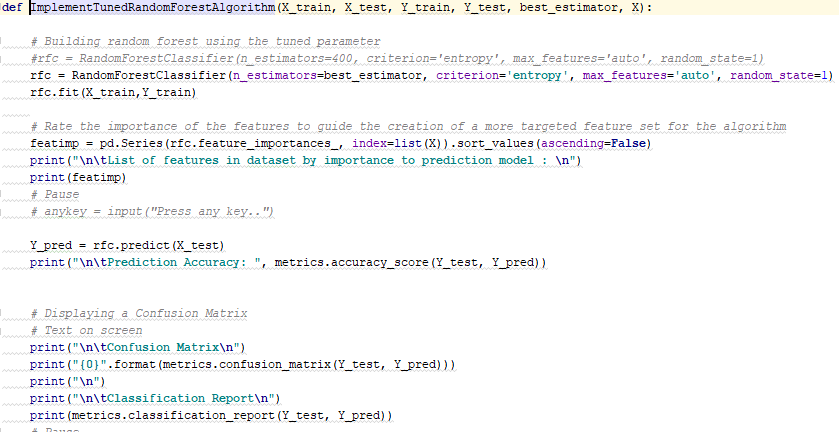 def ImplementTunedRandomForestAlgorithm(X_train, X_test, Y_train, Y_test, best_estimator, X):
# Building random forest using the tuned parameter
#rfc = RandomForestClassifier(n_estimators=400, criterion='entropy', max_features='auto', random_state=1)
rfc = RandomForestClassifier(n_estimators=best_estimator, criterion='entropy', max_features='auto', random_state=1)
rfc.fit(X_train,Y_train)
# Rate the importance of the features to guide the creation of a more targeted feature set for the algorithm
featimp = pd.Series(rfc.feature_importances_, index=list(X)).sort_values(ascending=False)
print("\n\tList of features in dataset by importance to prediction model : \n")
print(featimp)
# Pause
# anykey = input("Press any key..")
Y_pred = rfc.predict(X_test)
print("\n\tPrediction Accuracy: ", metrics.accuracy_score(Y_test, Y_pred))
# Displaying a Confusion Matrix
# Text on screen
print("\n\tConfusion Matrix\n")
print("{0}".format(metrics.confusion_matrix(Y_test, Y_pred)))
print("\n")
print("\n\tClassification Report\n")
print(metrics.classification_report(Y_test, Y_pred))
# Pause